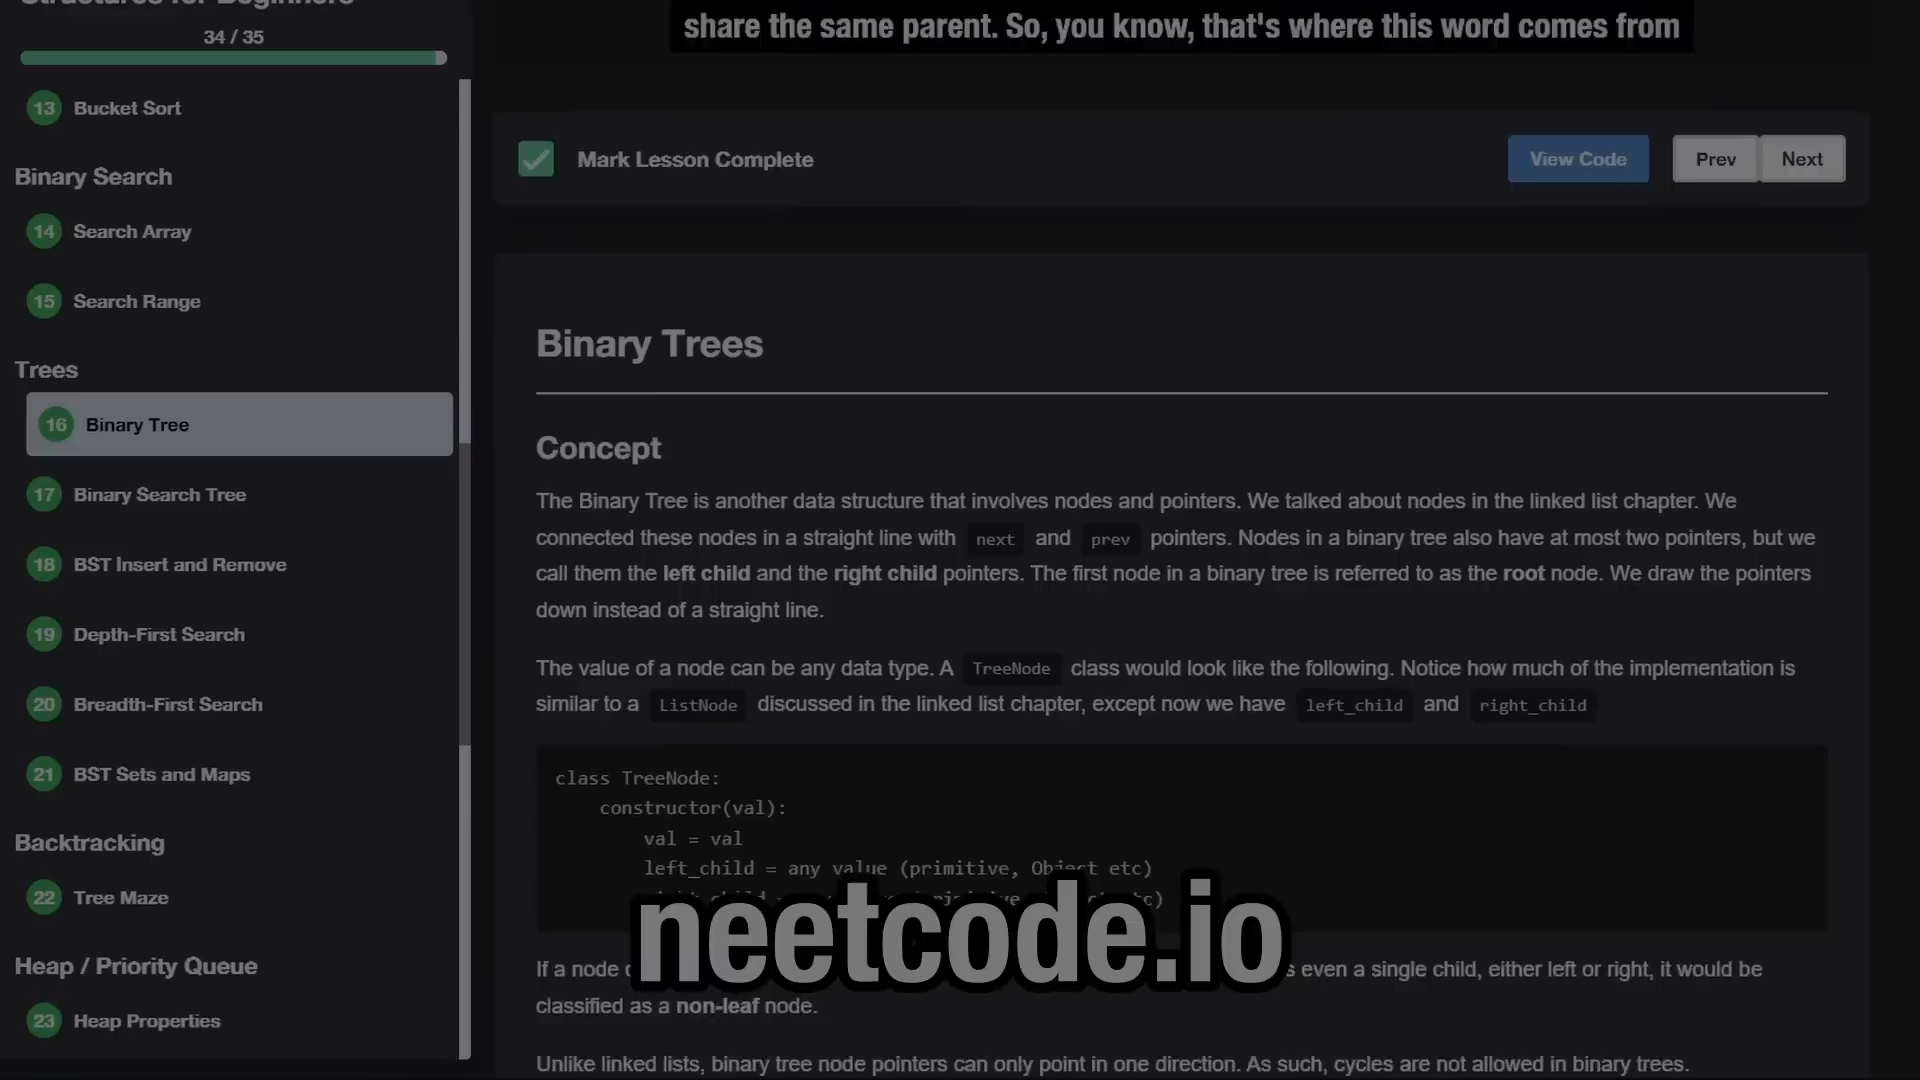 Structures for Beginners
34 / 35
13 Bucket Sort
Binary Search
14 Search Array
15 Search Range
Trees
16 Binary Tree
17 Binary Search Tree
18 BST Insert and Remove
19 Depth-First Search
20 Breadth-First Search
21 BST Sets and Maps
Backtracking
22 Tree Maze
Heap / Priority Queue
23 Heap Properties
share the same parent. So, you know, that's where this word comes from
Mark Lesson Complete
View Code
Prev
Next
Binary Trees
Concept
The Binary Tree is another data structure that involves nodes and pointers. We talked about nodes in the linked list chapter. We
connected these nodes in a straight line with next and prev pointers. Nodes in a binary tree also have at most two pointers, but we
call them the left child and the right child pointers. The first node in a binary tree is referred to as the root node. We draw the pointers
down instead of a straight line.
The value of a node can be any data type. A TreeNode class would look like the following. Notice how much of the implementation is
similar to a ListNode discussed in the linked list chapter, except now we have left_child and right_child
class TreeNode:
constructor(val):
val = val
left_child = any value (primitive, Object etc)
neetcode.io
If a node
even a single child, either left or right, it would be
classified as a non-leaf node.
Unlike linked lists, binary tree node pointers can only point in one direction. As such, cycles are not allowed in binary trees.